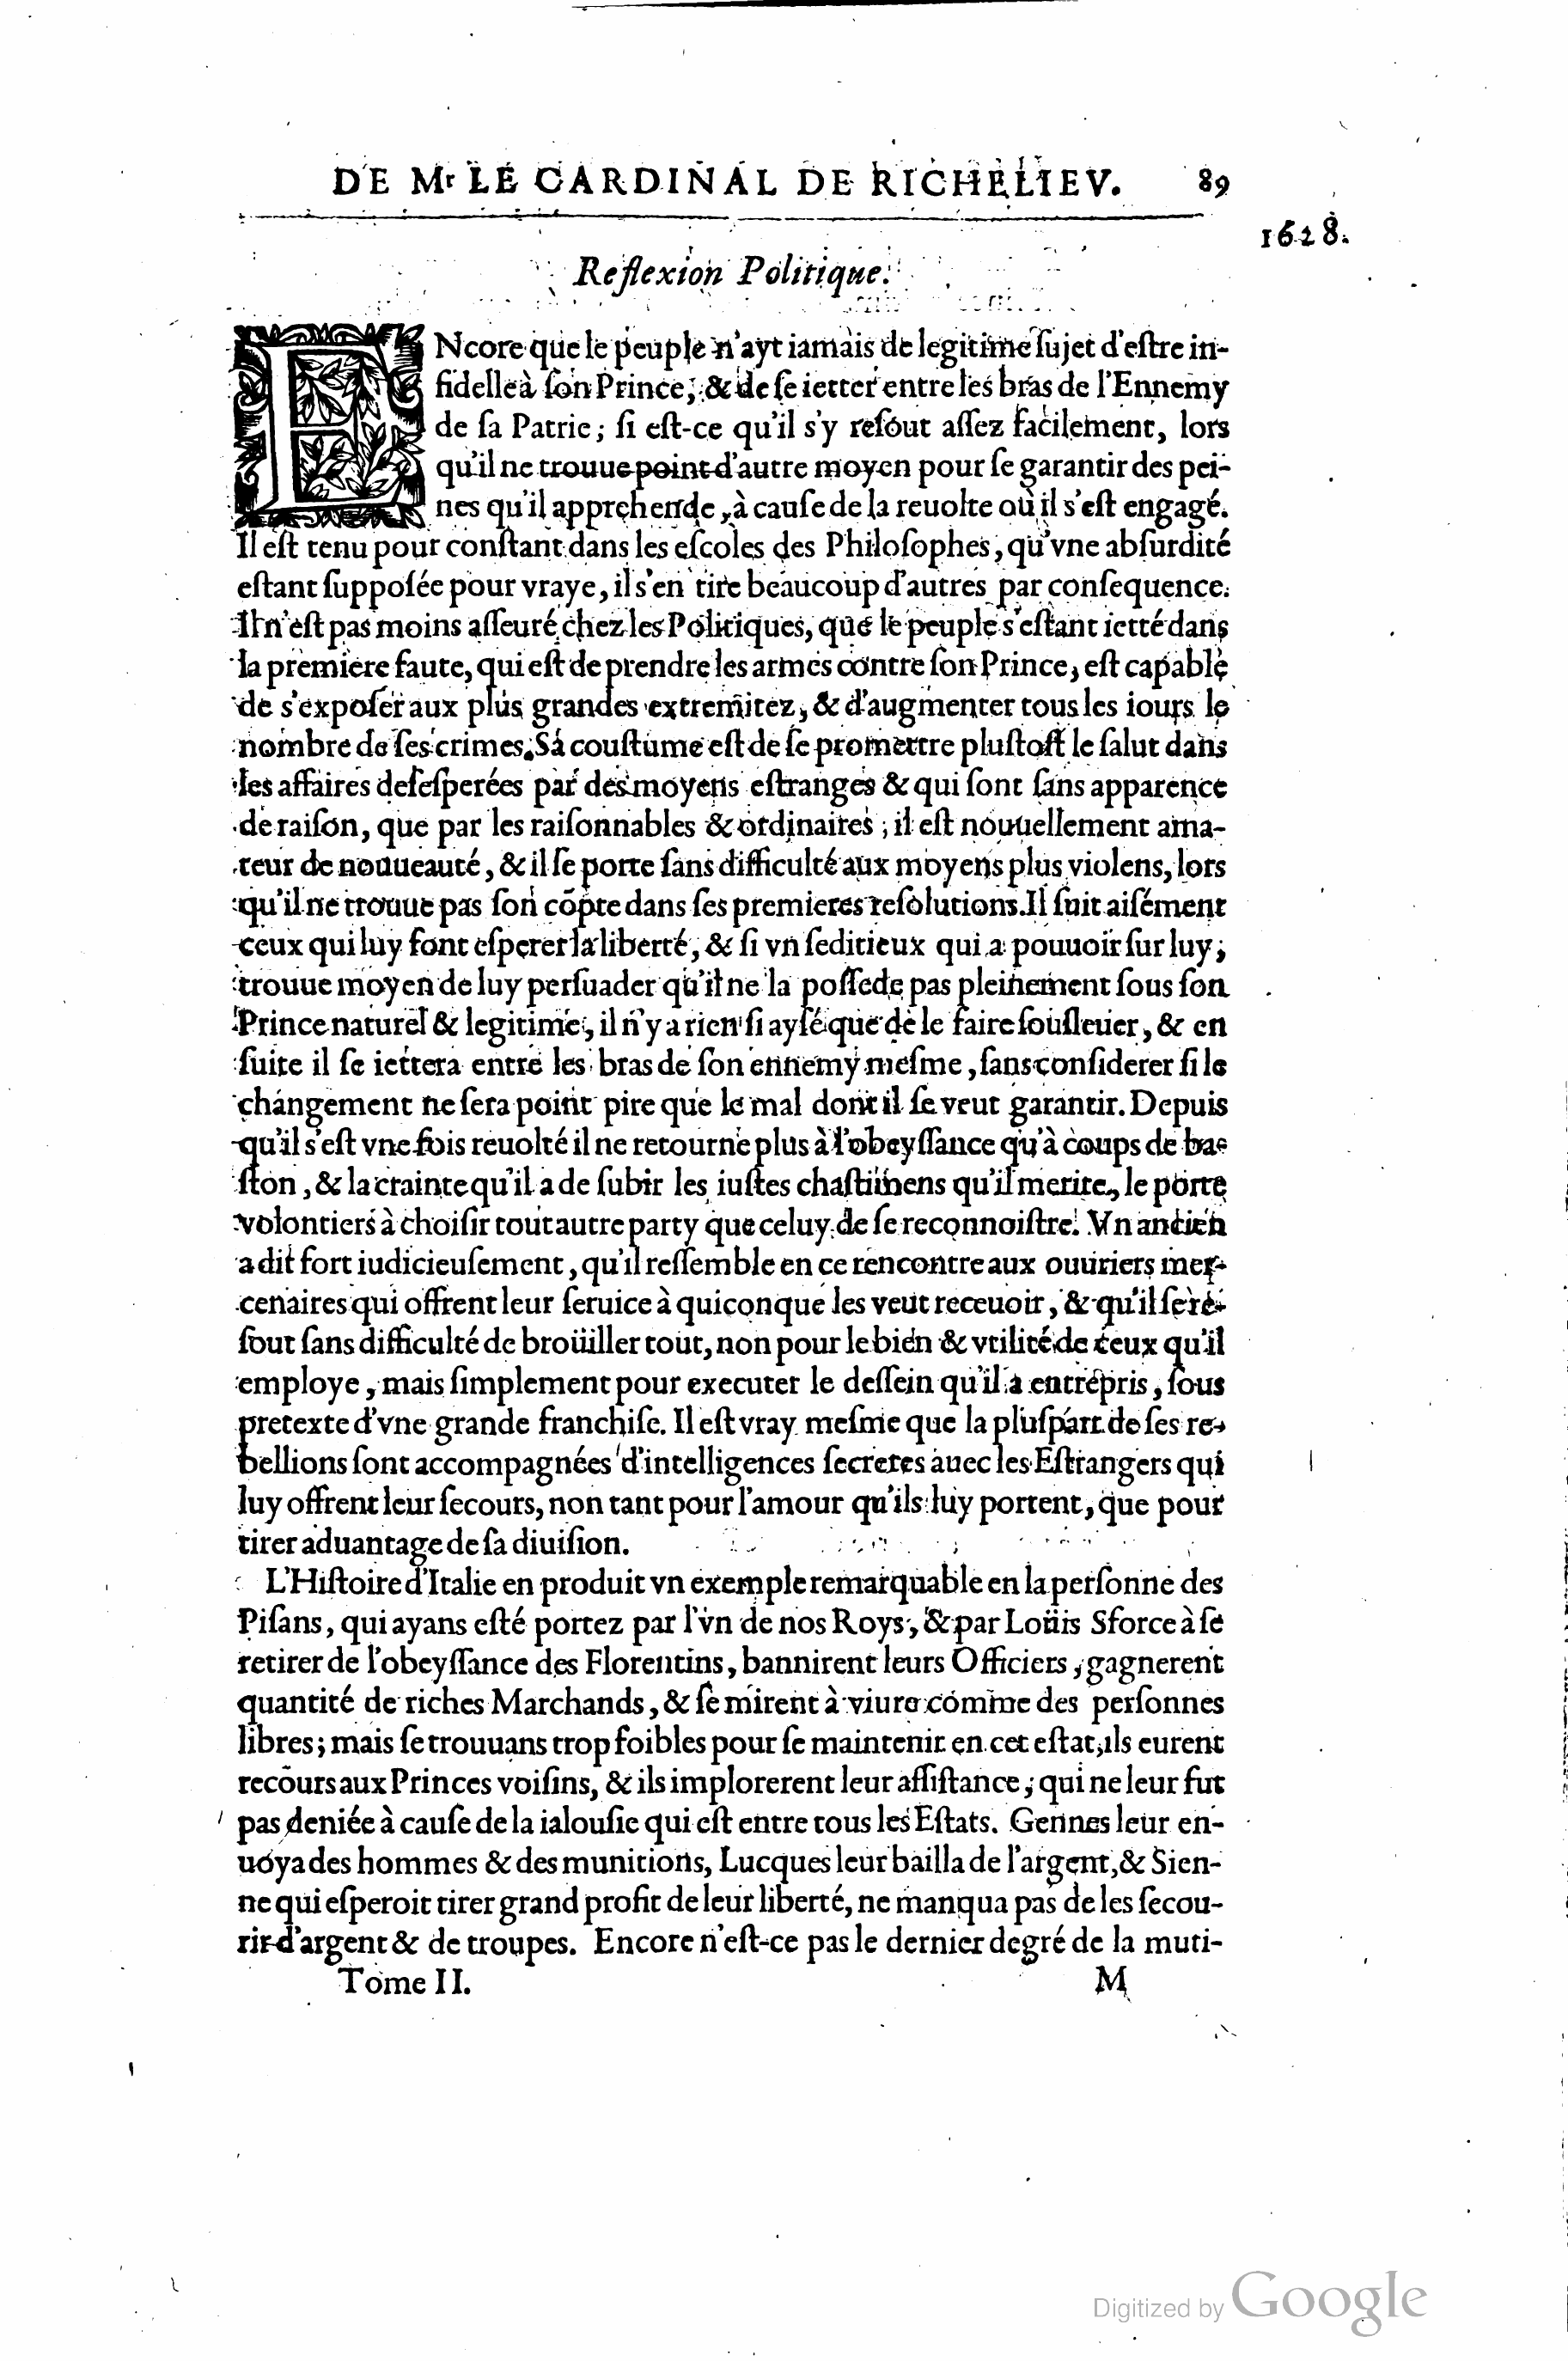 DE Mr LE CARDINAL DE RICHELIEV. 89
1628.
Reflexion Politique.
ENcore que le peuple n'ayt iamais de legitime ſujet d'eſtre in-
fidelle à ſon Prince, & de ſe ietter entre les bras de l'Ennemy
de ſa Patrie; ſi eſt-ce qu'il s'y reſout aſſez facilement, lors
qu'il ne trouue point d'autre moyen pour ſe garantir des pei-
nes qu'il apprehende, à cauſe de la reuolte où il s'eſt engagé.
Il eſt tenu pour conſtant dans les eſcoles des Philoſophes, qu'vne abſurdité
eſtant ſuppoſée pour vraye, il s'en tire beaucoup d'autres par conſequence.
Il n'eſt pas moins aſſeuré chez les Politiques, que le peuple s'eſtant ietté dans
la premiere faute, qui eſt de prendre les armes contre ſon Prince, eſt capable
de s'expoſer aux plus grandes extremitez, & d'augmenter tous les iours le
nombre de ſes crimes. Sa couſtume eſt de ſe promettre pluſtoſt le ſalut dans
les affaires deſeſperées par des moyens eſtranges & qui ſont ſans apparence
de raiſon, que par les raiſonnables & ordinaires; il eſt nouuellement ama-
teur de nouueauté, & il ſe porte ſans difficulté aux moyens plus violens, lors
qu'il ne trouue pas ſon cõpte dans ſes premieres reſolutions. Il ſuit aiſément
ceux qui luy font eſperer la liberté, & ſi vn ſeditieux qui a pouuoir ſur luy,
trouue moyen de luy perſuader qu'il ne la poſſede pas pleinement ſous ſon
Prince naturel & legitime, il n'y a rien ſi ayſé que de le faire ſouſleuer, & en
ſuite il ſe iettera entre les bras de ſon ennemy meſme, ſans conſiderer ſi le
changement ne ſera point pire que le mal dont il ſe veut garantir. Depuis
qu'il s'eſt vne fois reuolté il ne retourne plus à l'obeyſſance qu'à coups de ba-
ſton, & la crainte qu'il a de ſubir les iuſtes chaſtimens qu'il merite, le porte
volontiers à choiſir tout autre party que celuy de ſe reconnoiſtre. Vn ancien
a dit fort iudicieuſement, qu'il reſſemble en ce rencontre aux ouuriers mer-
cenaires qui offrent leur ſeruice à quiconque les veut receuoir, & qu'il ſe re-
ſout ſans difficulté de broüiller tout, non pour le bien & vtilité de ceux qu'il
employe, mais ſimplement pour executer le deſſein qu'il a entrepris, ſous
pretexte d'vne grande franchiſe. Il eſt vray meſme que la pluſpart de ſes re-
bellions ſont accompagnées d'intelligences ſecretes auec les Eſtrangers qui
luy offrent leur ſecours, non tant pour l'amour qu'ils luy portent, que pour
tirer aduantage de ſa diuiſion.
L'Hiſtoire d'Italie en produit vn exemple remarquable en la perſonne des
Piſans, qui ayans eſté portez par l'vn de nos Roys, & par Loüis Sforce à ſe
retirer de l'obeyſſance des Florentins, bannirent leurs Officiers, gagnerent
quantité de riches Marchands, & ſe mirent à viure comme des perſonnes
libres; mais ſe trouuans trop foibles pour ſe maintenir en cet eſtat, ils eurent
recours aux Princes voiſins, & ils implorerent leur aſſiſtance, qui ne leur fut
pas deniée à cauſe de la ialouſie qui eſt entre tous les Eſtats. Gennes leur en-
uoya des hommes & des munitions, Lucques leur bailla de l'argent, & Sien-
ne qui eſperoit tirer grand profit de leur liberté, ne manqua pas de les ſecou-
rir d'argent & de troupes. Encore n'eſt-ce pas le dernier degré de la muti-
Tome II. M
Digitized by Google